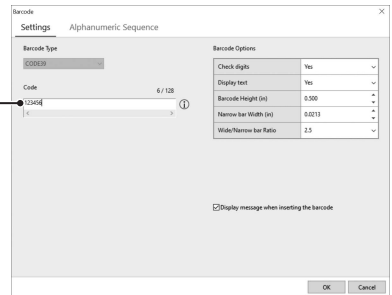 Barcode
Settings Alphanumeric Sequence
Barcode Type
CODE39
Code
6 / 128
123456
Barcode Options
Check digits Yes
Display text Yes
Barcode Height (in) 0.500
Narrow bar Width (in) 0.0213
Wide/Narrow bar Ratio 2.5
Display message when inserting the barcode
OK Cancel